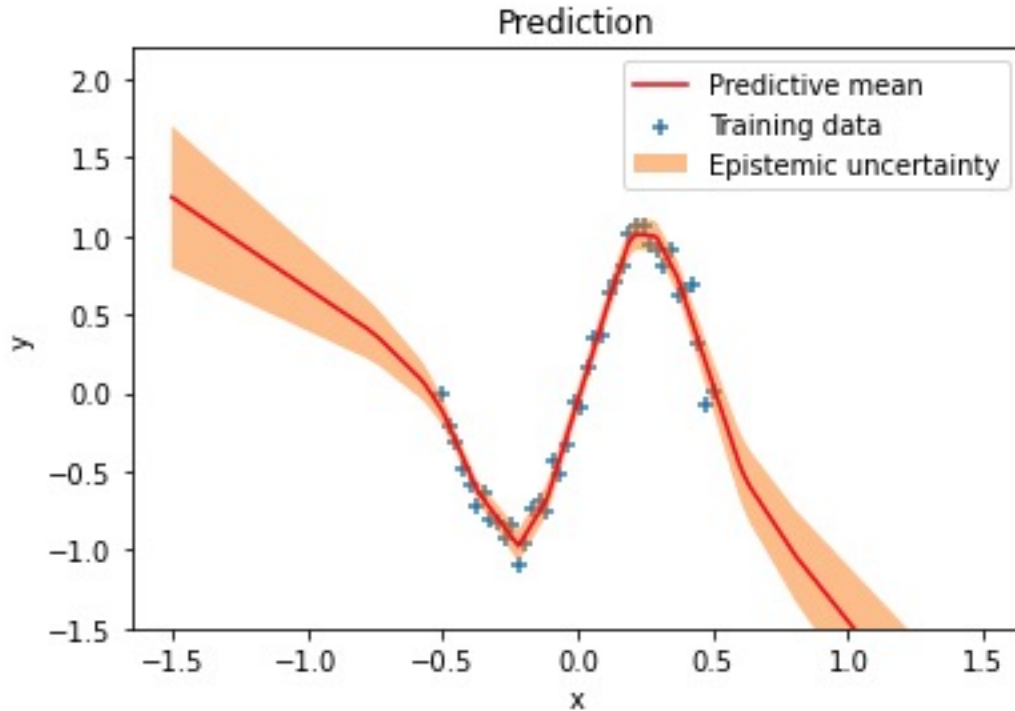 Prediction
2.0
1.5
1.0
0.5
0.0
−0.5
−1.0
−1.5
y
Predictive mean
Training data
Epistemic uncertainty
−1.5 −1.0 −0.5 0.0 0.5 1.0 1.5
x